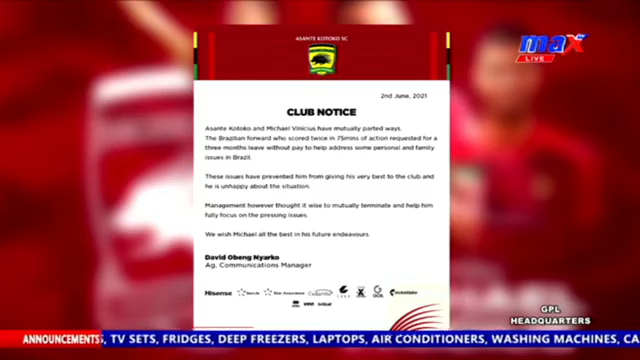 ASANTE KOTOKO SC
max
LIVE
2nd June, 2021
CLUB NOTICE
Asante Kotoko and Michael Vinicius have mutually parted ways.
The Brazilian forward who scored twice in 75mins of action requested for a
three months leave without pay to help address some personal and family
issues in Brazil.
These issues have prevented him from giving his very best to the club and
he is unhappy about the situation.
Management however thought it wise to mutually terminate and help him
fully focus on the pressing issues.
We wish Michael all the best in his future endeavours.
David Obeng Nyarko
Ag, Communications Manager
Hisense
GPL
HEADQUARTERS
ANNOUNCEMENTS
, TV SETS, FRIDGES, DEEP FREEZERS, LAPTOPS, AIR CONDITIONERS, WASHING MACHINES, CA